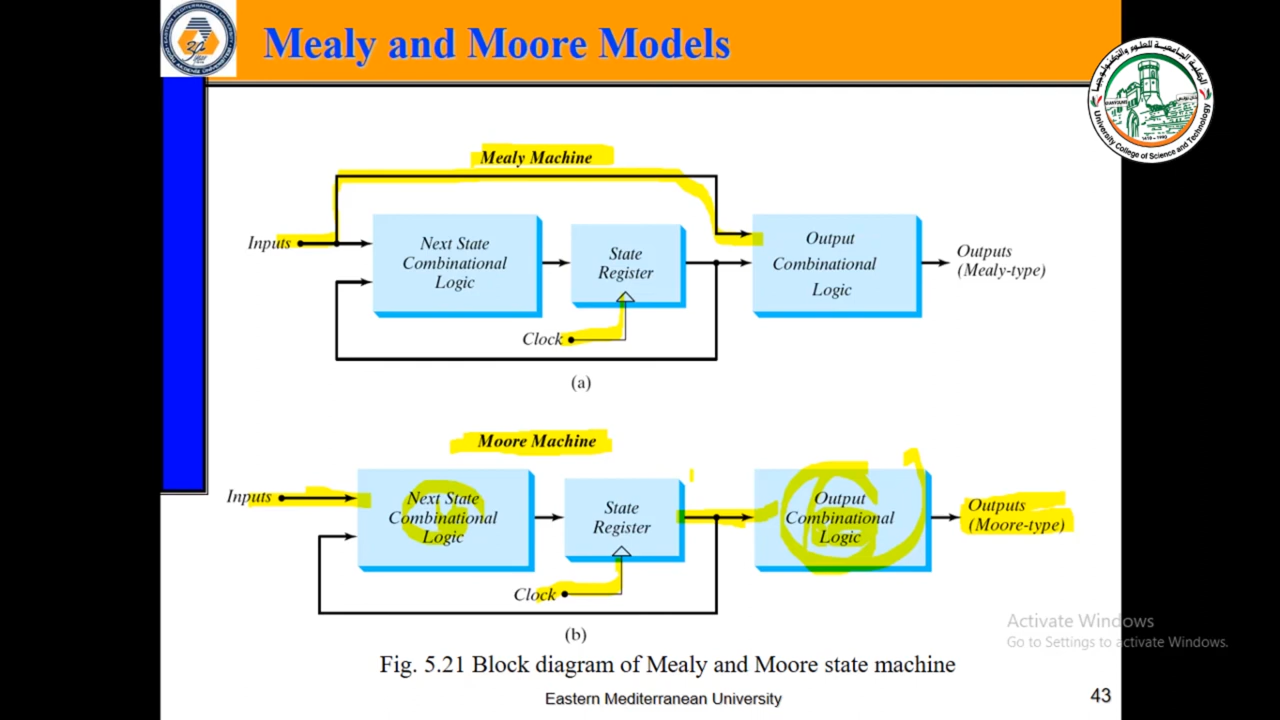 Mealy and Moore Models
University College of Science and Technology
Mealy Machine
Inputs
Next State
Combinational
Logic
State
Register
Output
Combinational
Logic
Outputs
(Mealy-type)
Clock
(a)
Moore Machine
Inputs
Next State
Combinational
Logic
State
Register
Output
Combinational
Logic
Outputs
(Moore-type)
Clock
(b)
Activate Windows
Go to Settings to activate Windows.
Fig. 5.21 Block diagram of Mealy and Moore state machine
Eastern Mediterranean University
43